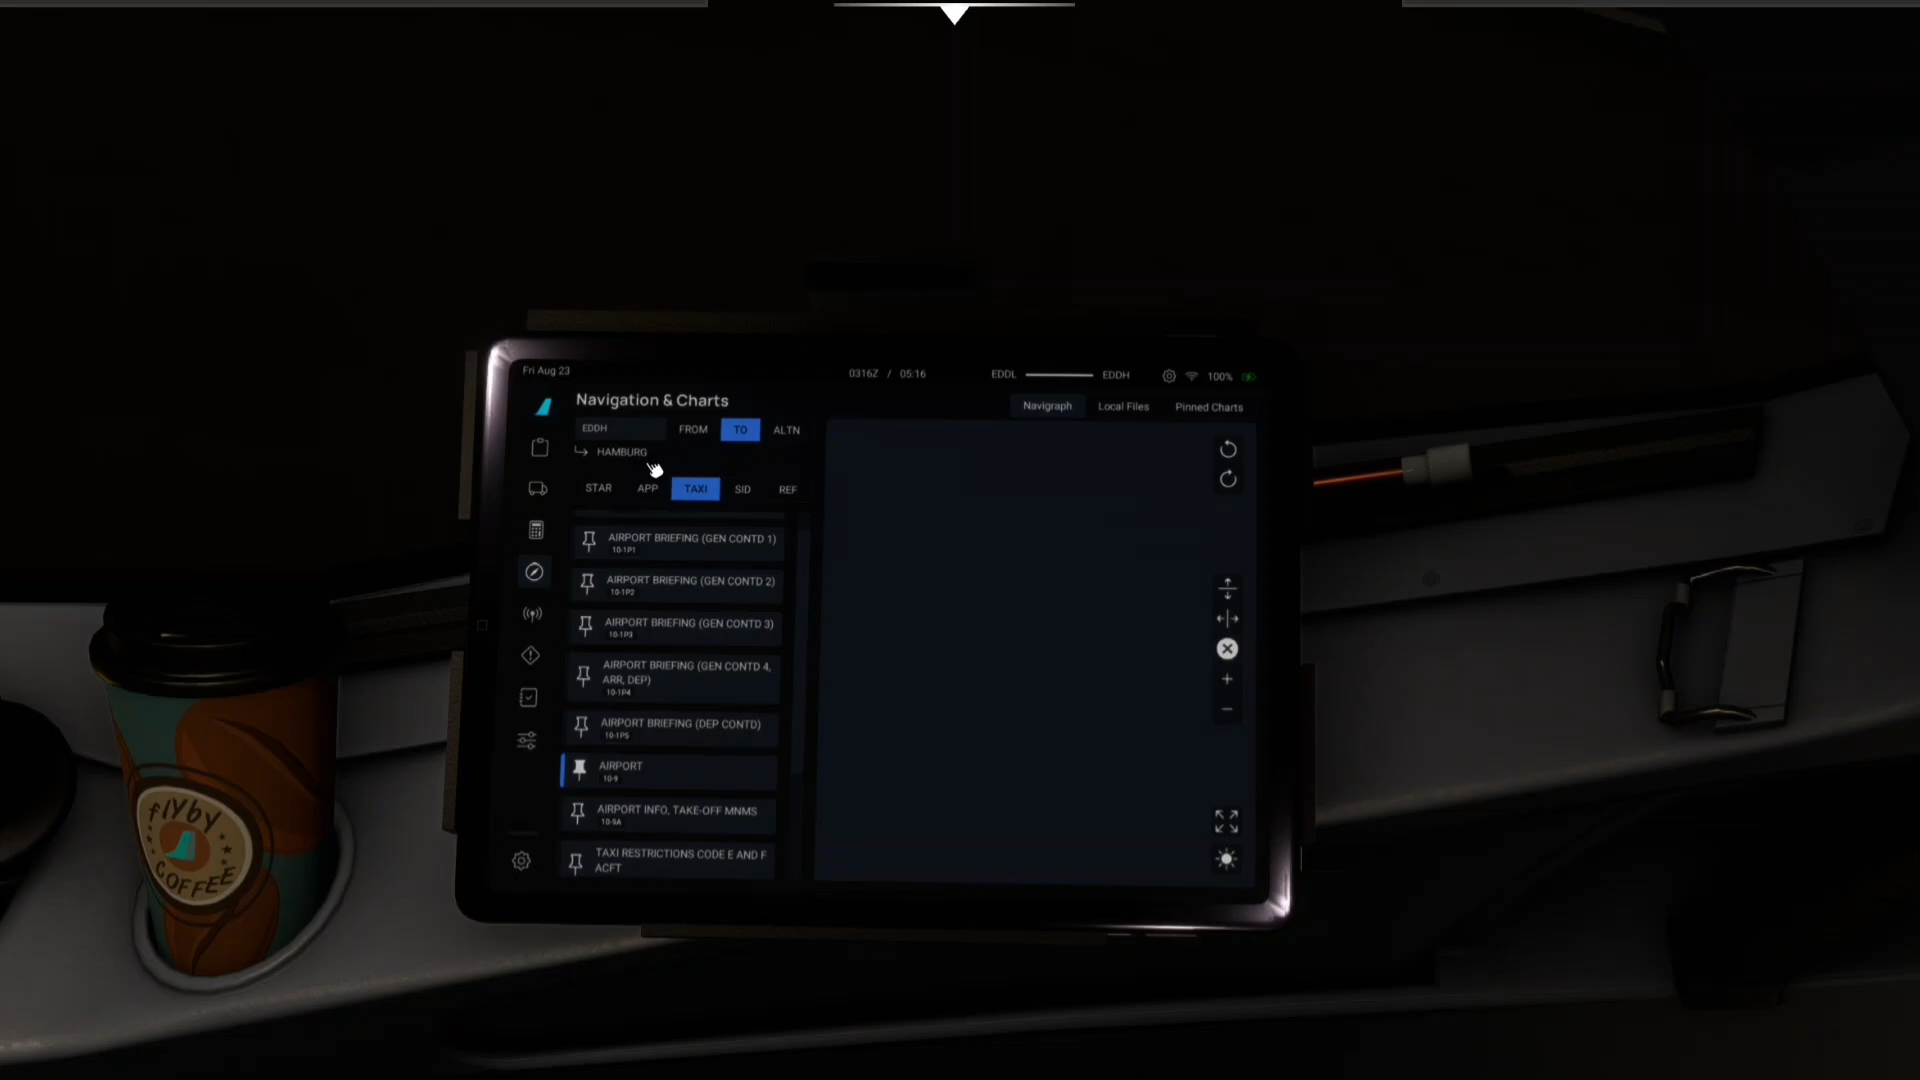 Fri Aug 23
0316Z / 05:16
EDDL
EDDH
100%
Navigation & Charts
Navigraph
Local Files
Pinned Charts
EDDH
FROM
TO
ALTN
HAMBURG
STAR
APP
TAXI
SID
REF
AIRPORT BRIEFING (GEN CONTD 1)
10-1P1
AIRPORT BRIEFING (GEN CONTD 2)
10-1P2
AIRPORT BRIEFING (GEN CONTD 3)
10-1P3
AIRPORT BRIEFING (GEN CONTD 4,
ARR, DEP)
10-1P4
AIRPORT BRIEFING (DEP CONTD)
10-1P5
AIRPORT
10-9
AIRPORT INFO, TAKE-OFF MNMS
10-9A
TAXI RESTRICTIONS CODE E AND F
ACFT
flyby
COFFEE